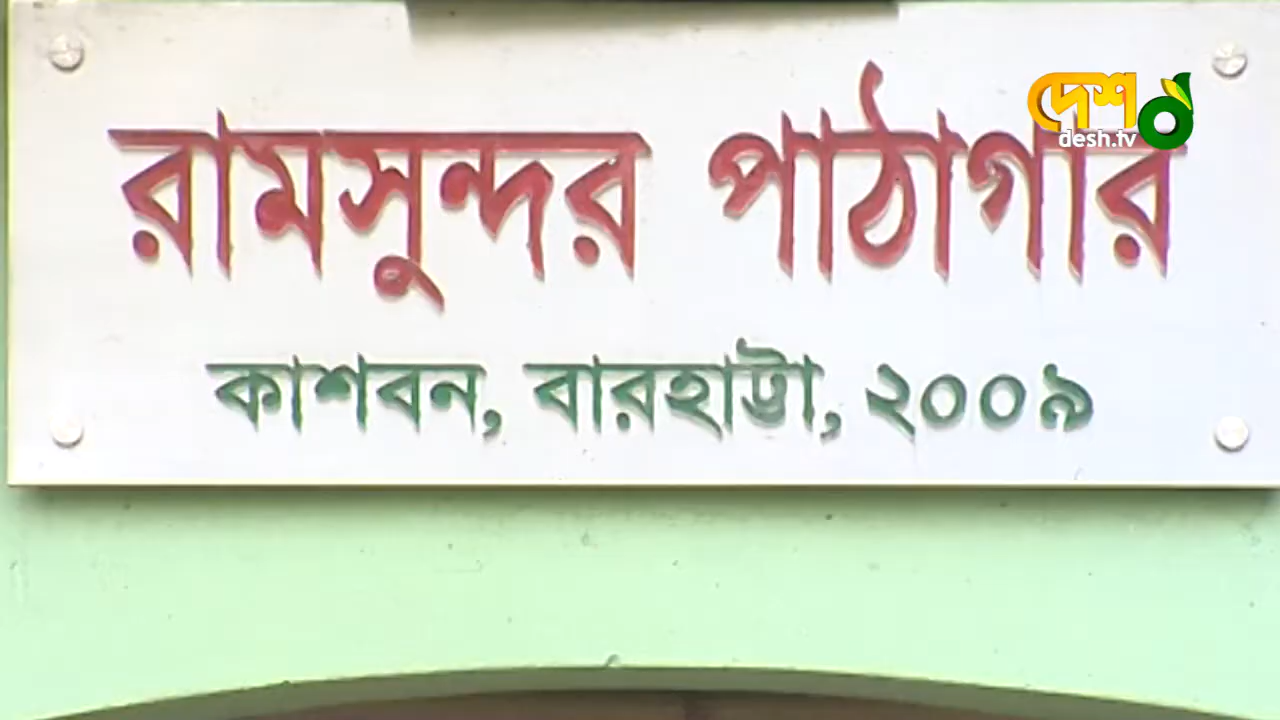 রামসুন্দর পাঠাগার
কাশবন, বারহাট্টা, ২০০৯
দেশ
desh.tv